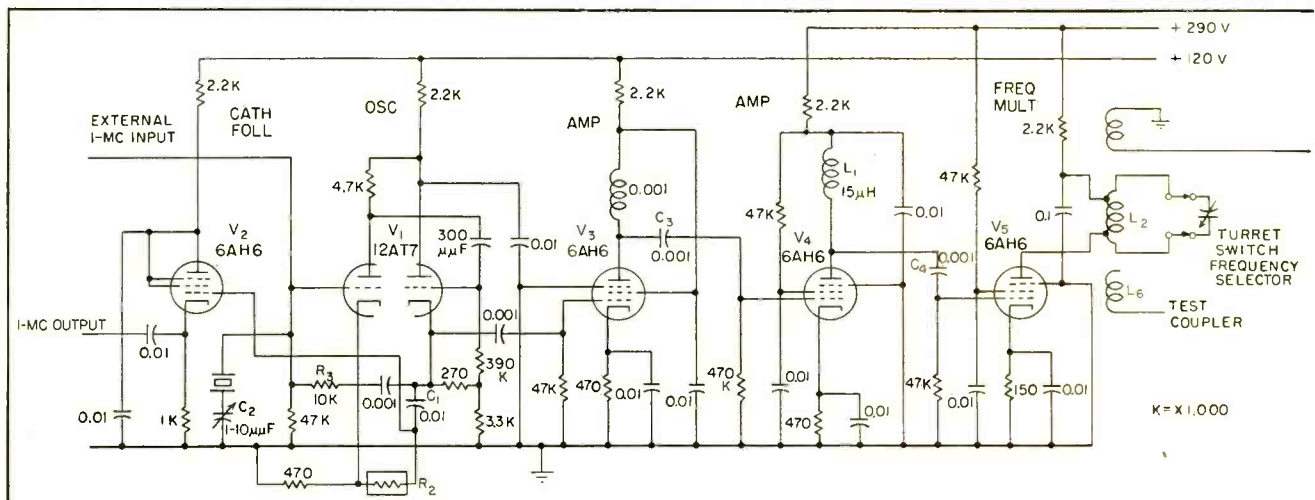 + 290 V
+ 120 V
2.2K
CATH
FOLL
OSC
2.2K
2.2K
AMP
AMP
2.2K
FREQ
MULT
2.2K
EXTERNAL
1-MC INPUT
4.7K
V1
12AT7
V2
6AH6
300
μμF
0.01
0.001
V3
6AH6
C3
0.001
47K
L1
15μH
V4
6AH6
0.01
C4
0.001
47K
V5
6AH6
0.1
L2
TURRET
SWITCH
FREQUENCY
SELECTOR
L6
TEST
COUPLER
1-MC OUTPUT
0.01
0.01
1K
C2
1-10μμF
R3
10K
47K
0.001
C1
0.01
270
390
K
3.3K
0.001
47K
470
0.01
0.01
470
K
0.01
470
0.01
47K
0.01
150
0.01
K = X 1,000
470
R2